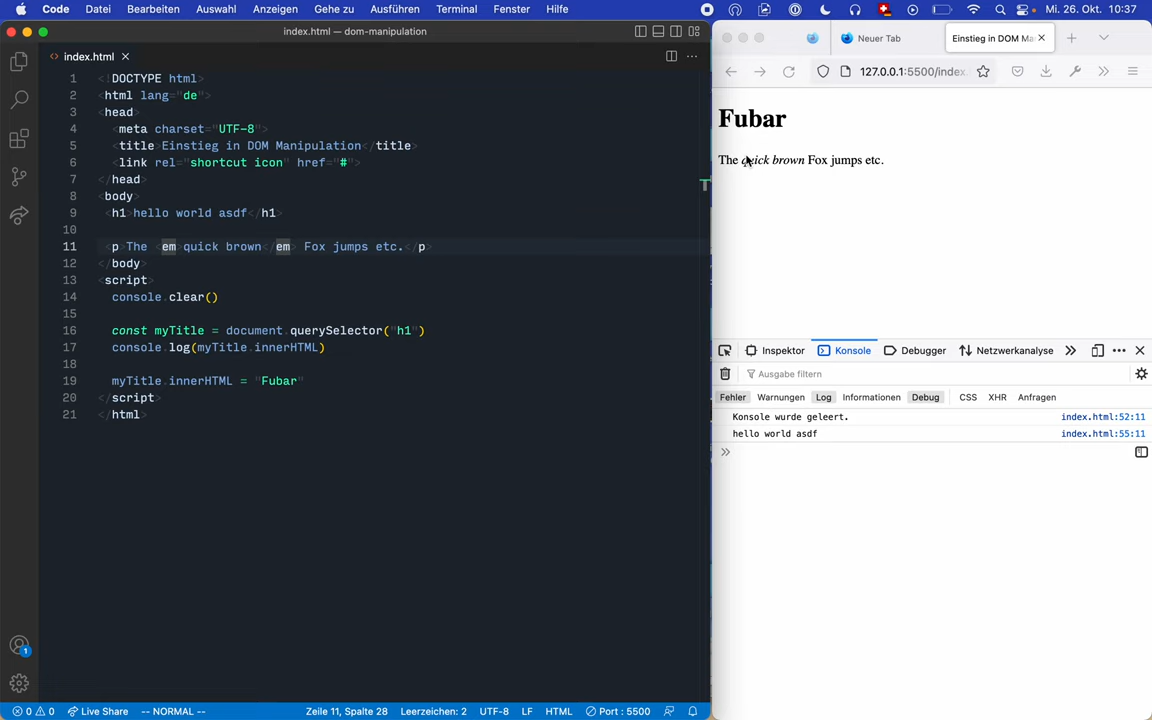 Code Datei Bearbeiten Auswahl Anzeigen Gehe zu Ausführen Terminal Fenster Hilfe Mi. 26. Okt. 10:37
index.html — dom-manipulation
Neuer Tab
Einstieg in DOM Ma
index.html
127.0.0.1:5500/index.
1 <!DOCTYPE html>
2 <html lang="de">
3 <head>
4 <meta charset="UTF-8">
5 <title>Einstieg in DOM Manipulation</title>
6 <link rel="shortcut icon" href="#">
7 </head>
8 <body>
9 <h1>hello world asdf</h1>
10
11 <p>The <em>quick brown</em> Fox jumps etc.</p>
12 </body>
13 <script>
14 console.clear()
15
16 const myTitle = document.querySelector("h1")
17 console.log(myTitle.innerHTML)
18
19 myTitle.innerHTML = "Fubar"
20 </script>
21 </html>
Fubar
The quick brown Fox jumps etc.
Inspektor Konsole Debugger Netzwerkanalyse
Ausgabe filtern
Fehler Warnungen Log Informationen Debug CSS XHR Anfragen
Konsole wurde geleert. index.html:52:11
hello world asdf index.html:55:11
1
0 0 Live Share -- NORMAL -- Zeile 11, Spalte 28 Leerzeichen: 2 UTF-8 LF HTML Port : 5500